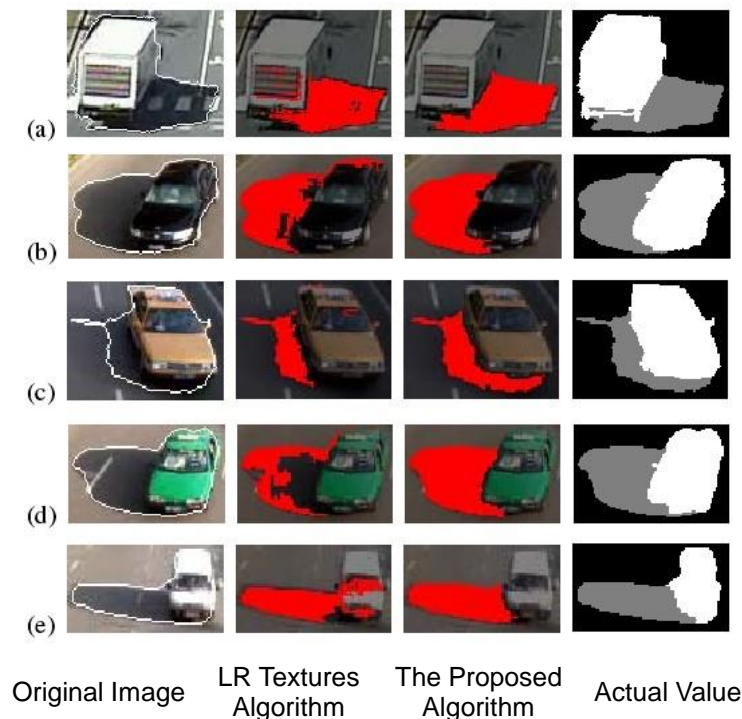 (a)
(b)
(c)
(d)
(e)
Original Image
LR Textures
Algorithm
The Proposed
Algorithm
Actual Value